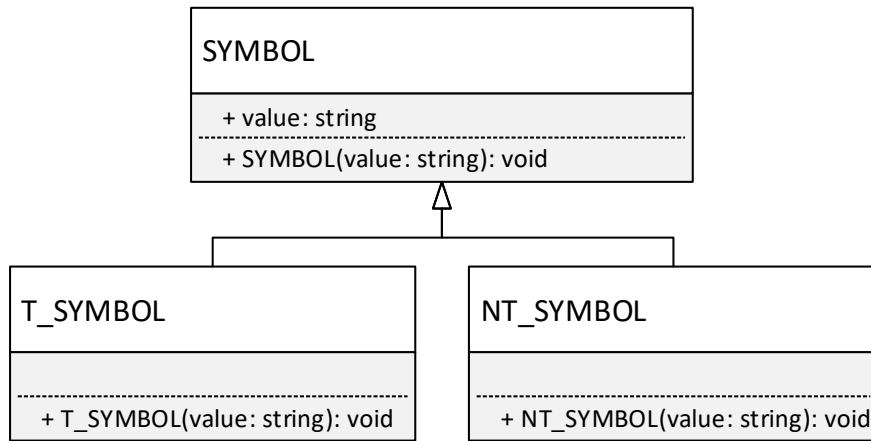 SYMBOL
+ value: string
+ SYMBOL(value: string): void
T_SYMBOL
+ T_SYMBOL(value: string): void
NT_SYMBOL
+ NT_SYMBOL(value: string): void